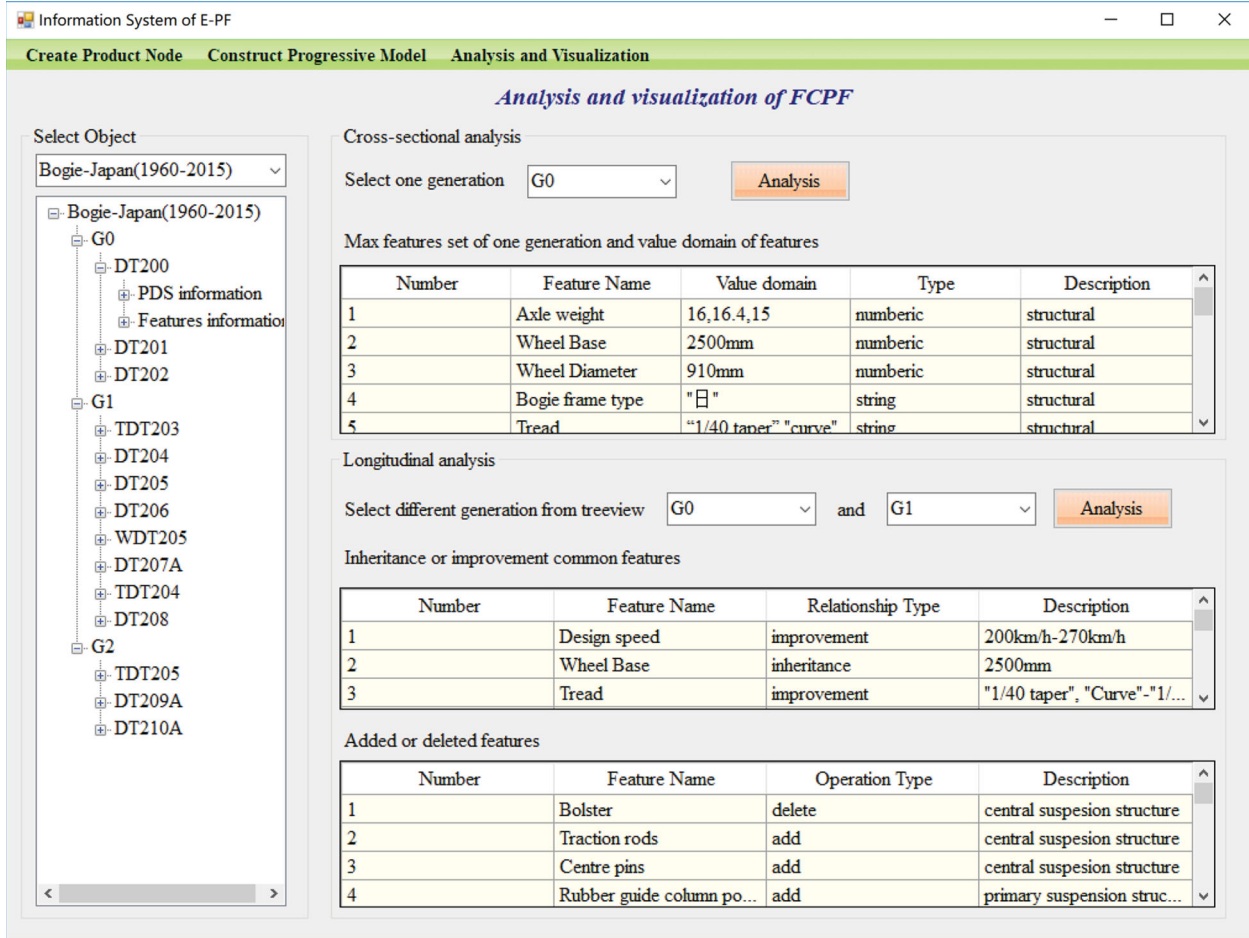 Information System of E-PF
Create Product Node Construct Progressive Model Analysis and Visualization
Analysis and visualization of FCPF
Select Object
Bogie-Japan(1960-2015)
Bogie-Japan(1960-2015)
G0
DT200
PDS information
Features information
DT201
DT202
G1
TDT203
DT204
DT205
DT206
WDT205
DT207A
TDT204
DT208
G2
TDT205
DT209A
DT210A
Cross-sectional analysis
Select one generation G0 Analysis
Max features set of one generation and value domain of features
Number Feature Name Value domain Type Description
1 Axle weight 16,16.4,15 numberic structural
2 Wheel Base 2500mm numberic structural
3 Wheel Diameter 910mm numberic structural
4 Bogie frame type "日" string structural
5 Tread “1/40 taper” "curve" string structural
Longitudinal analysis
Select different generation from treeview G0 and G1 Analysis
Inheritance or improvement common features
Number Feature Name Relationship Type Description
1 Design speed improvement 200km/h-270km/h
2 Wheel Base inheritance 2500mm
3 Tread improvement "1/40 taper", "Curve"-"1/...
Added or deleted features
Number Feature Name Operation Type Description
1 Bolster delete central suspesion structure
2 Traction rods add central suspesion structure
3 Centre pins add central suspesion structure
4 Rubber guide column po... add primary suspension struc...